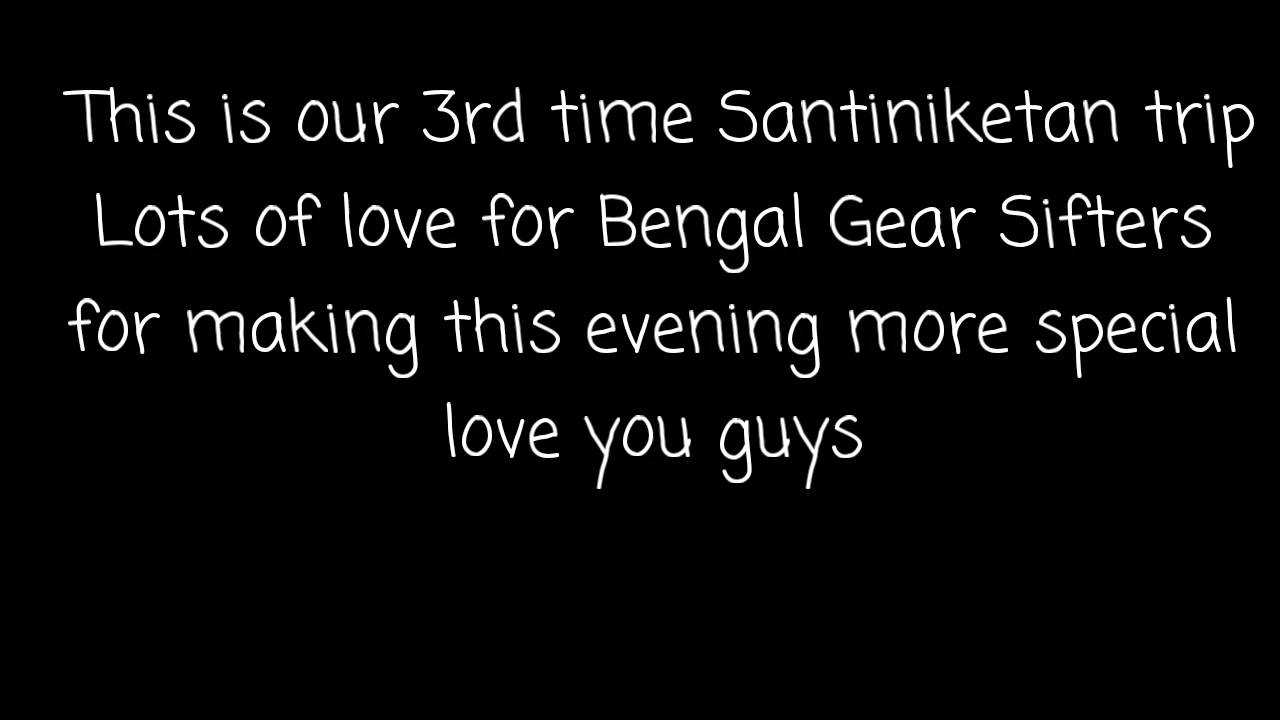 This is our 3rd time Santiniketan trip
Lots of love for Bengal Gear Sifters
for making this evening more special
love you guys